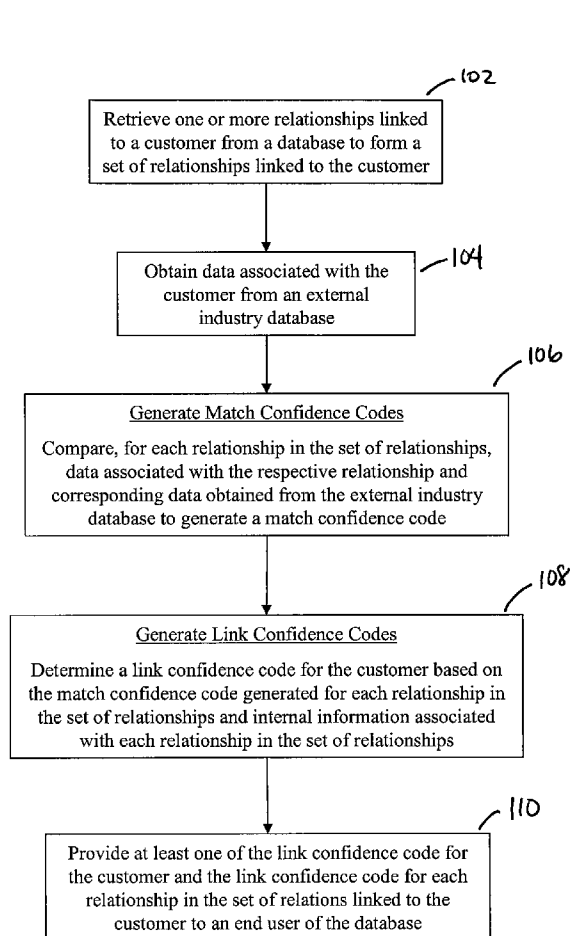 102
Retrieve one or more relationships linked
to a customer from a database to form a
set of relationships linked to the customer
104
Obtain data associated with the
customer from an external
industry database
106
Generate Match Confidence Codes
Compare, for each relationship in the set of relationships,
data associated with the respective relationship and
corresponding data obtained from the external industry
database to generate a match confidence code
108
Generate Link Confidence Codes
Determine a link confidence code for the customer based on
the match confidence code generated for each relationship in
the set of relationships and internal information associated
with each relationship in the set of relationships
110
Provide at least one of the link confidence code for
the customer and the link confidence code for each
relationship in the set of relations linked to the
customer to an end user of the database